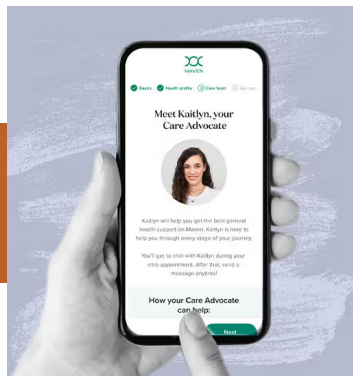 MAVEN
Basics Health profile 3 Care team 4
Meet Kaitlyn, your
Care Advocate
Kaitlyn will help you get the best general
health support on Maven. Kaitlyn is here to
help you through every stage of your journey.
You'll get to chat with Kaitlyn during your
intro appointment. After that, send a
message anytime!
How your Care Advocate
can help:
Next